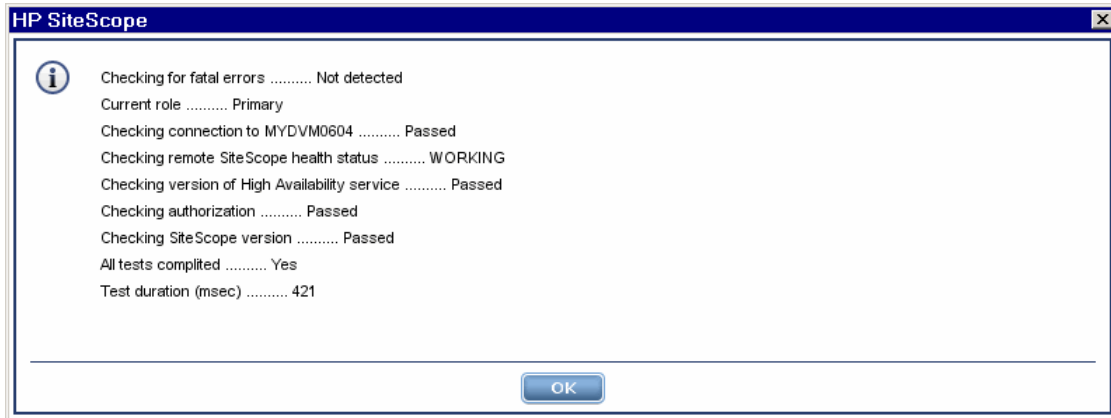 HP SiteScope
Checking for fatal errors .......... Not detected
Current role .......... Primary
Checking connection to MYDVM0604 .......... Passed
Checking remote SiteScope health status .......... WORKING
Checking version of High Availability service .......... Passed
Checking authorization .......... Passed
Checking SiteScope version .......... Passed
All tests complited .......... Yes
Test duration (msec) .......... 421
OK